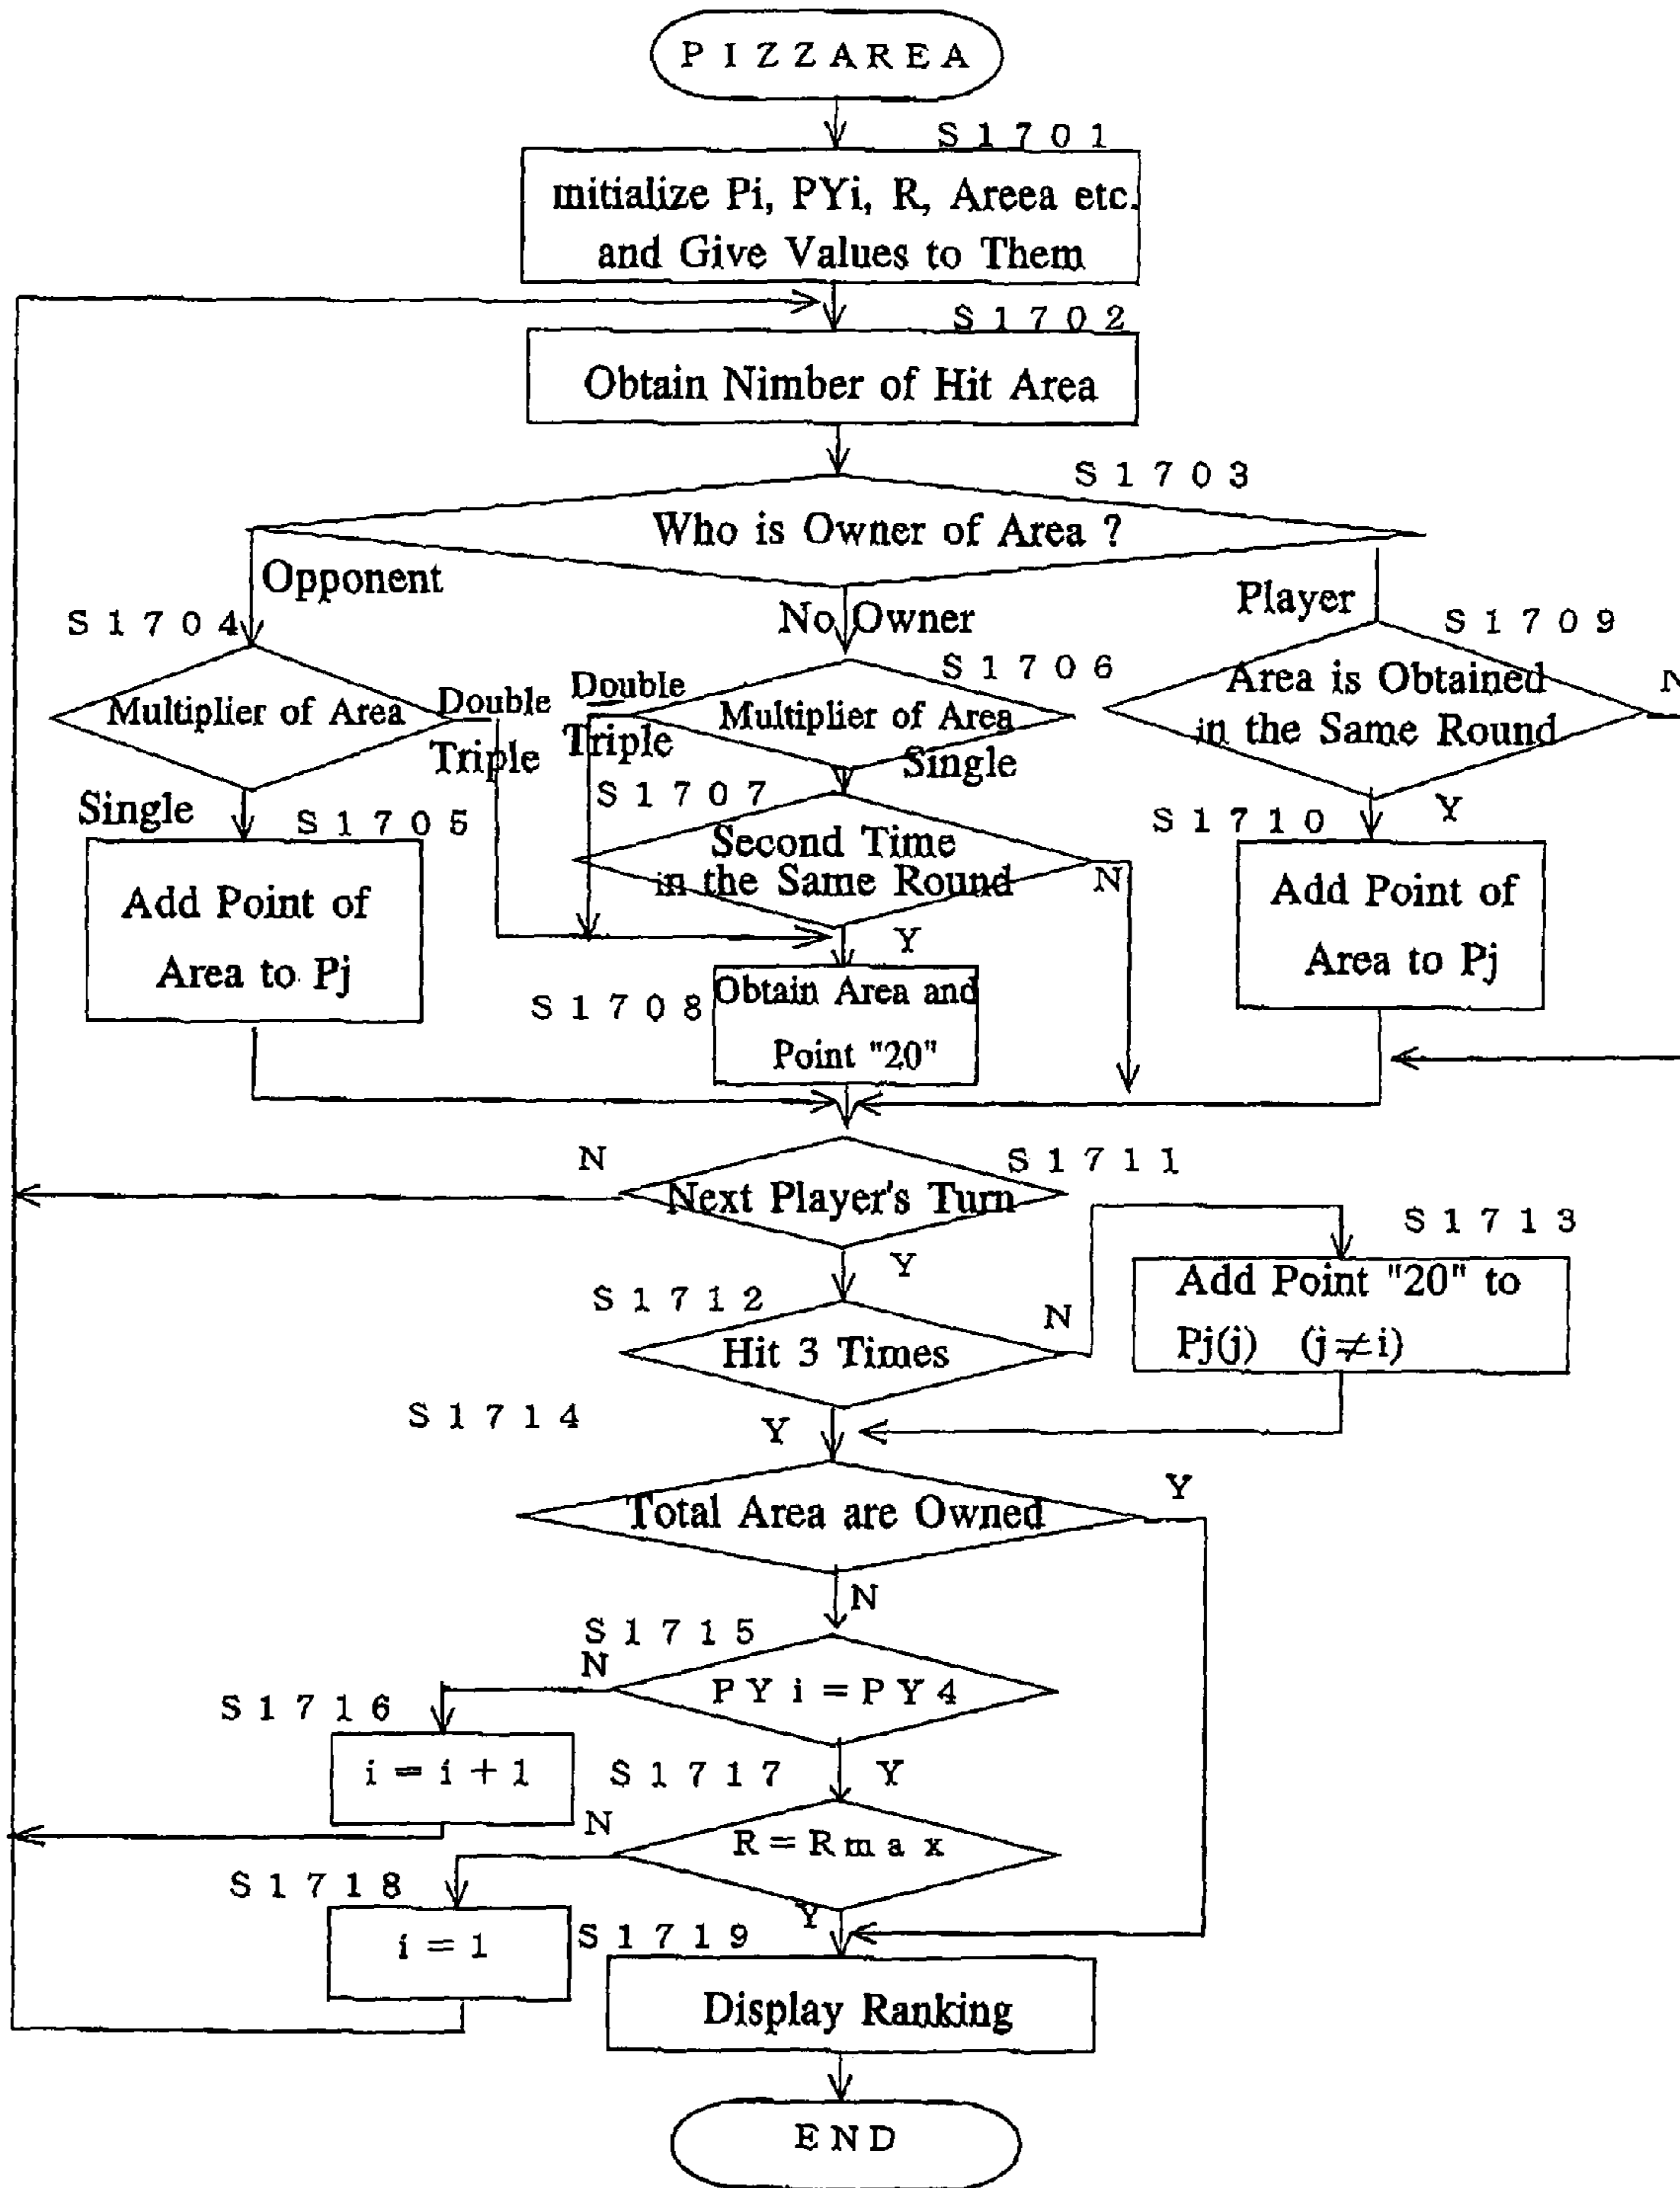 PIZZAREA
S1701
mitialize Pi, PYi, R, Areea etc.
and Give Values to Them
S1702
Obtain Nimber of Hit Area
S1703
Who is Owner of Area ?
Opponent
No Owner
Player
S1704
S1706
S1709
Multiplier of Area
Double
Triple
Double
Triple
Multiplier of Area
Single
Area is Obtained
in the Same Round
N
Single
S1705
S1707
Second Time
in the Same Round
N
Y
S1710
Y
Add Point of
Area to Pj
S1708
Obtain Area and
Point "20"
Add Point of
Area to Pj
N
S1711
Next Player's Turn
Y
S1712
Hit 3 Times
N
S1713
Add Point "20" to
Pj(j) (j≠i)
S1714
Y
Total Area are Owned
Y
N
S1715
N
PYi=PY4
S1716
i=i+1
S1717
Y
N
R=Rmax
S1718
i=1
Y
S1719
Display Ranking
END